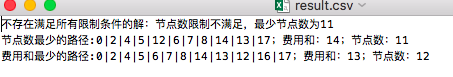 result.csv
不存在满足所有限制条件的解：节点数限制不满足，最少节点数为11
节点数最少的路径:0|2|4|5|12|6|7|8|14|13|17；费用和：14；节点数：11
费用和最少的路径:0|2|4|5|6|7|8|14|13|12|16|17；费用和：13；节点数：12